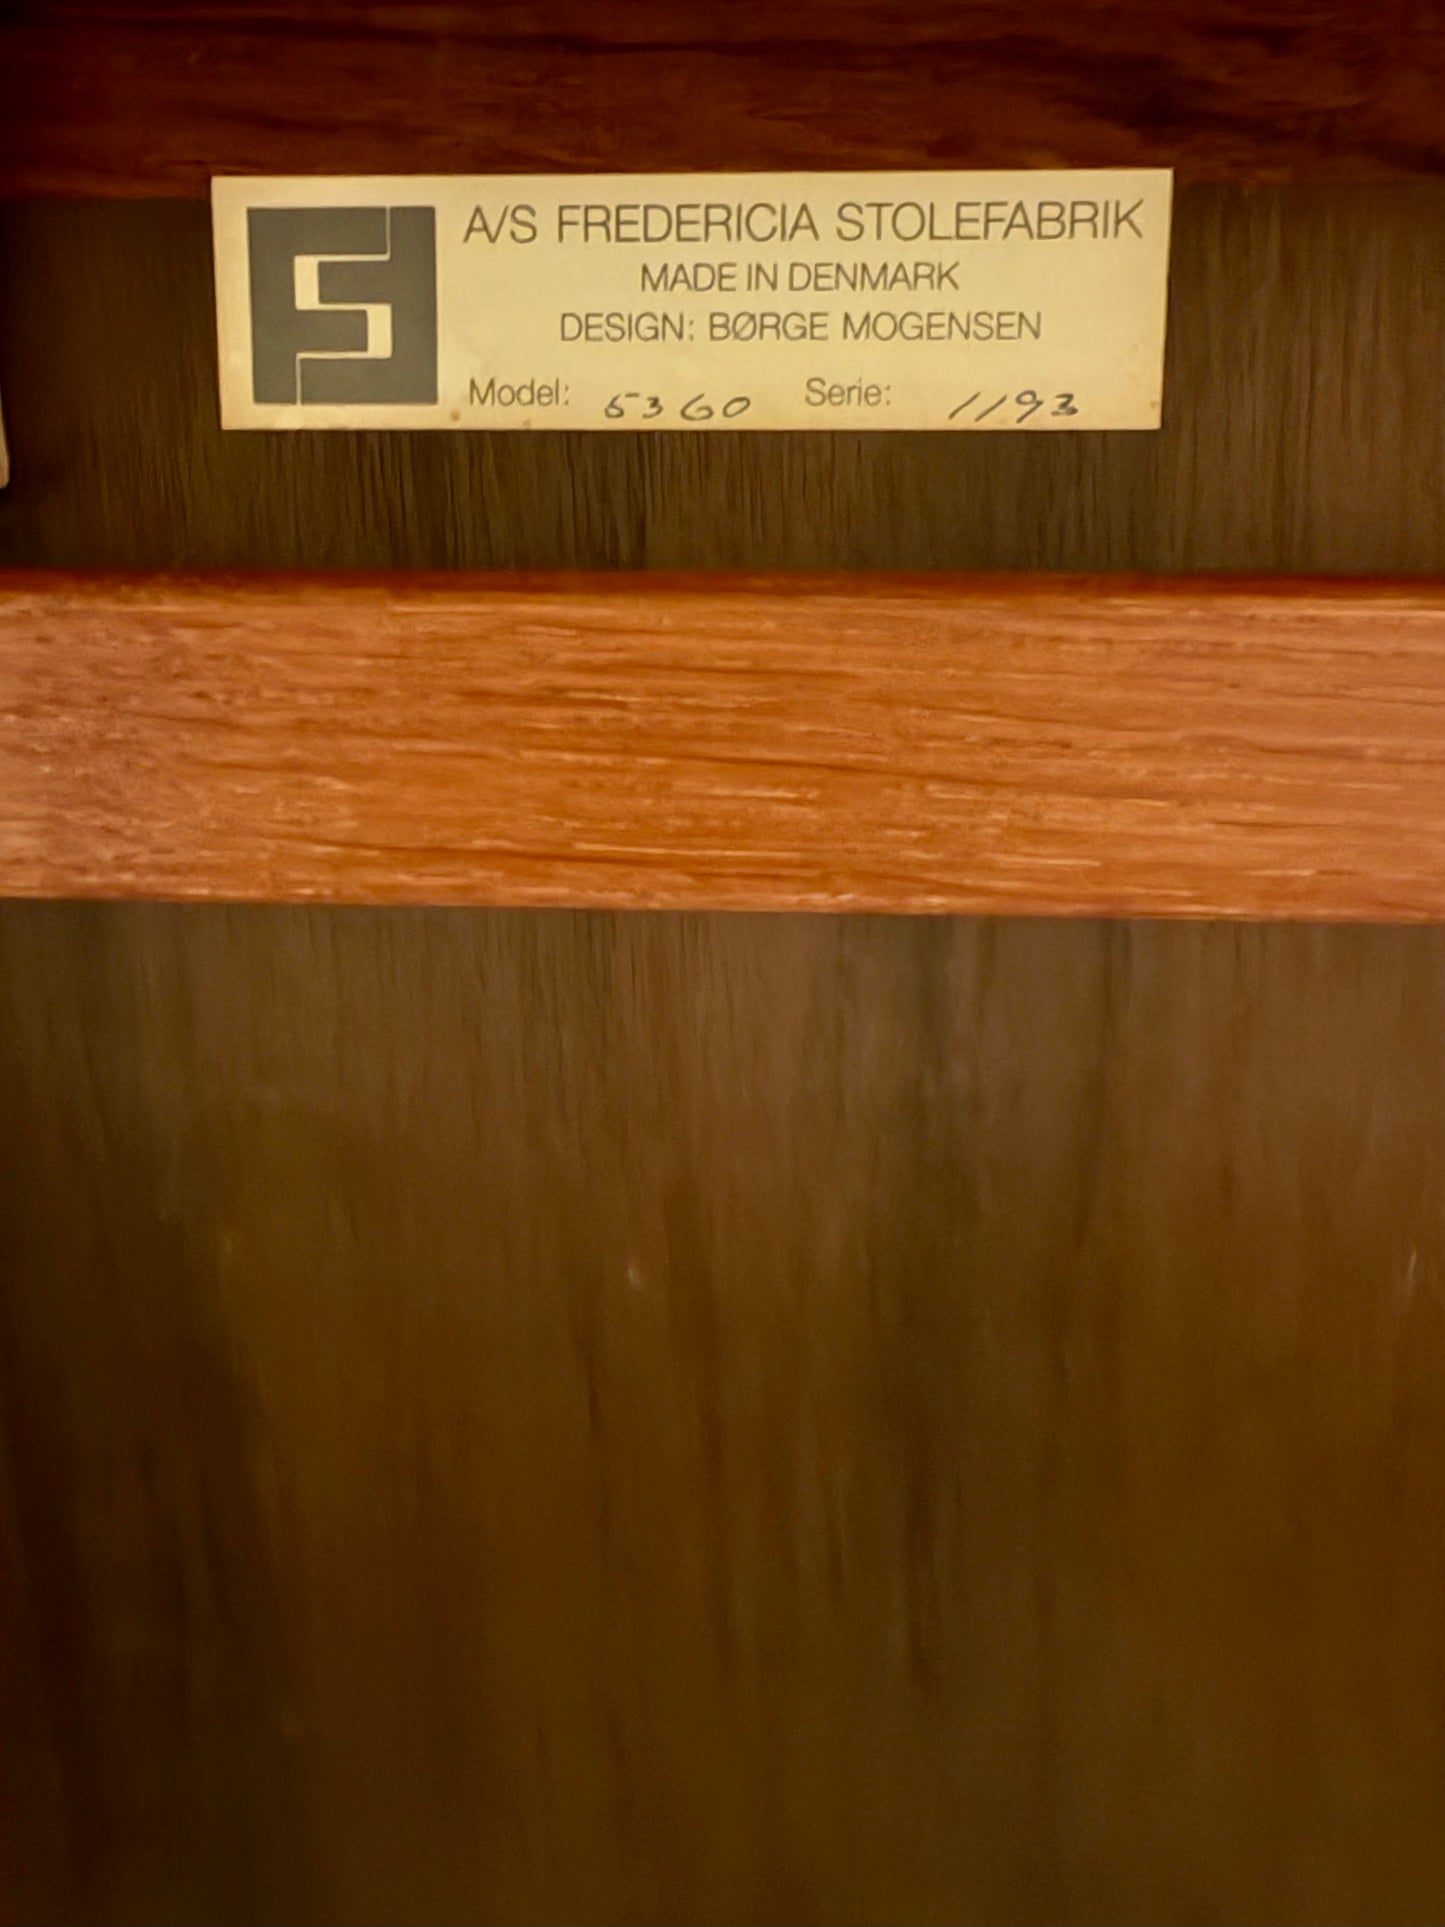 A/S FREDERICIA STOLEFABRIK
MADE IN DENMARK
DESIGN: BØRGE MOGENSEN
Model: 5360 Serie: 1193